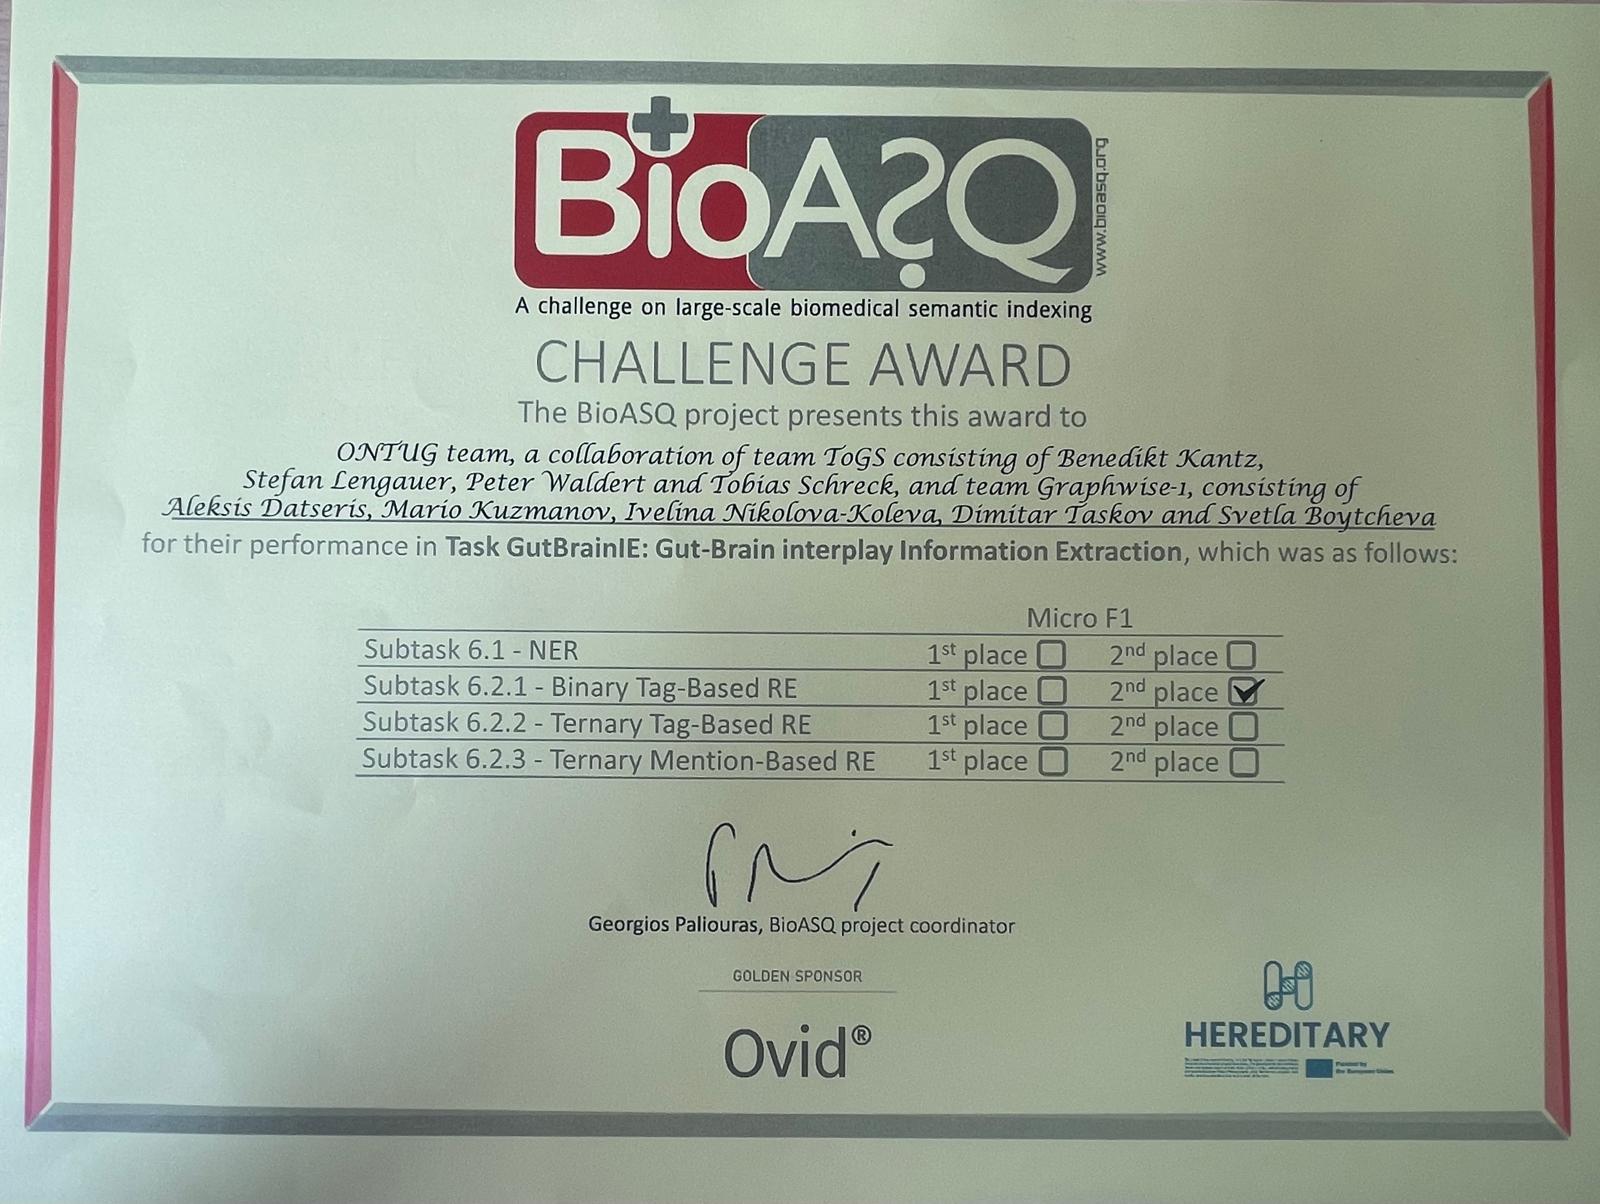 BioASQ
www.bioasq.org
A challenge on large-scale biomedical semantic indexing
CHALLENGE AWARD
The BioASQ project presents this award to
ONTUG team, a collaboration of team ToGS consisting of Benedikt Kantz,
Stefan Lengauer, Peter Waldert and Tobias Schreck, and team Graphwise-1, consisting of
Aleksis Datseris, Mario Kuzmanov, Ivelina Nikolova-Koleva, Dimitar Taskov and Svetla Boytcheva
for their performance in Task GutBrainIE: Gut-Brain interplay Information Extraction, which was as follows:
Micro F1
Subtask 6.1 - NER 1st place 2nd place
Subtask 6.2.1 - Binary Tag-Based RE 1st place 2nd place
Subtask 6.2.2 - Ternary Tag-Based RE 1st place 2nd place
Subtask 6.2.3 - Ternary Mention-Based RE 1st place 2nd place
Georgios Paliouras, BioASQ project coordinator
GOLDEN SPONSOR
Ovid®
HEREDITARY
Funded by
the European Union